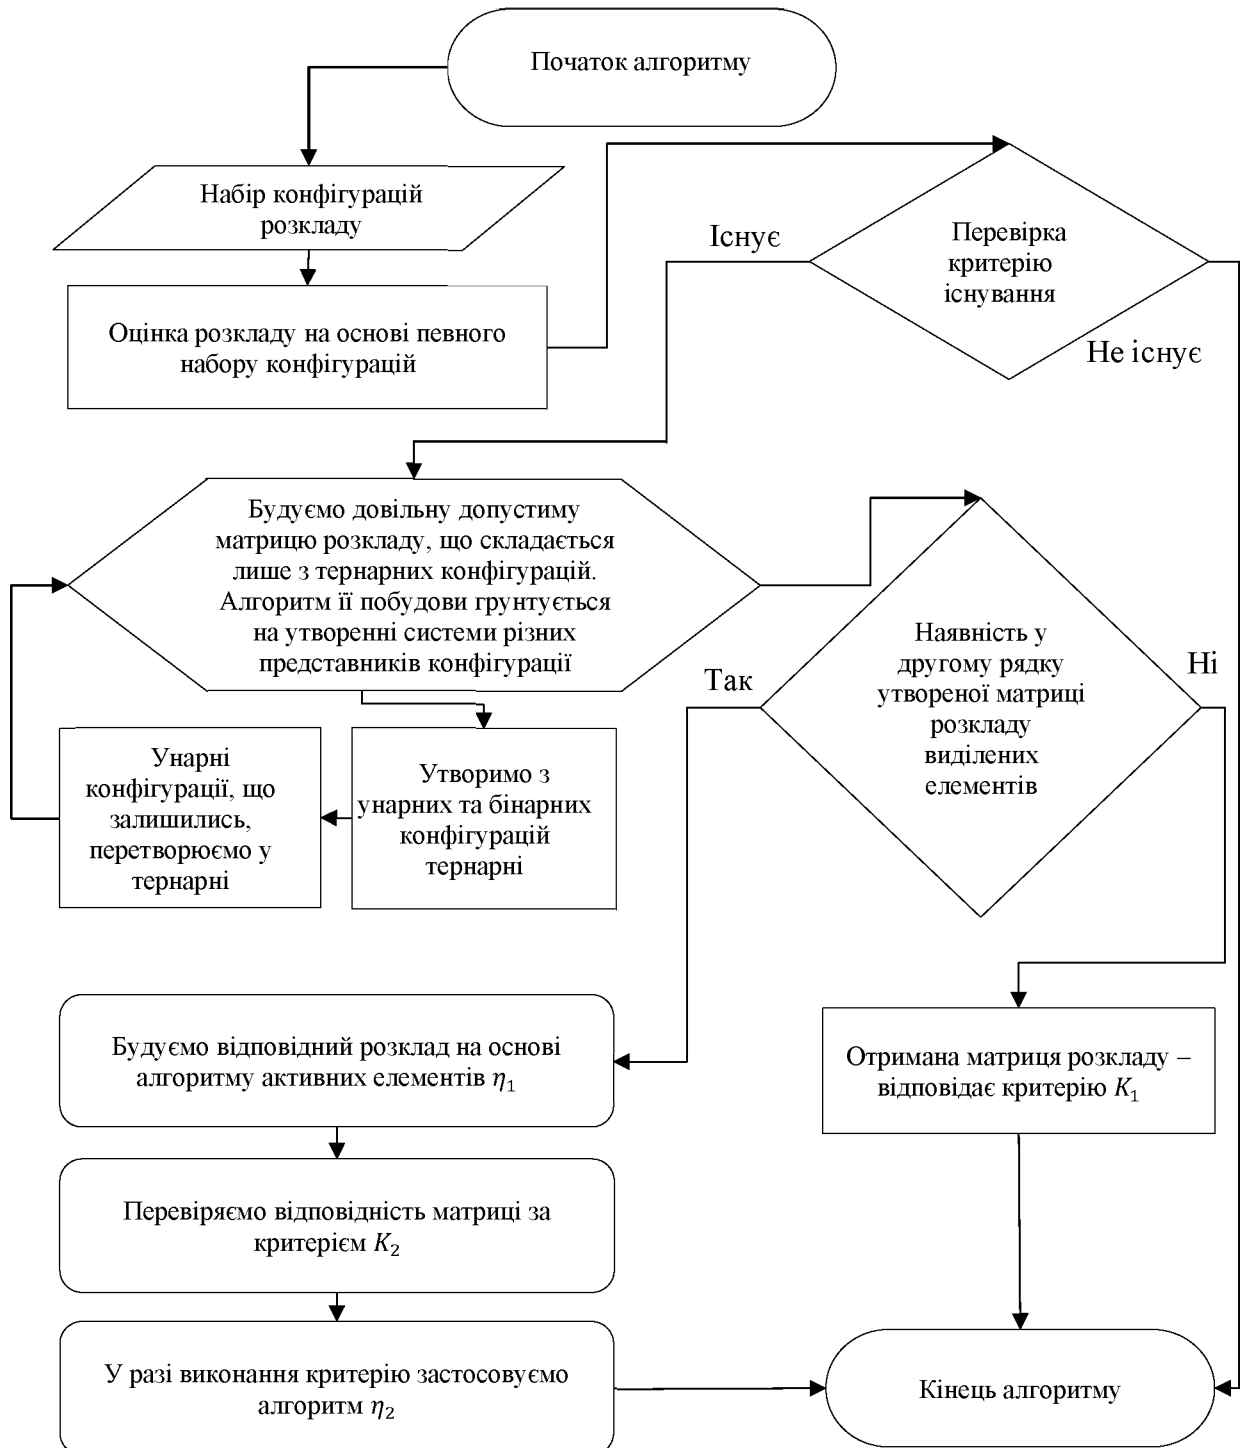 Початок алгоритму
Набір конфігурацій
розкладу
Оцінка розкладу на основі певного
набору конфігурацій
Існує
Перевірка
критерію
існування
Не існує
Будуємо довільну допустиму
матрицю розкладу, що складається
лише з тернарних конфігурацій.
Алгоритм її побудови грунтується
на утворенні системи різних
представників конфігурації
Так
Наявність у
другому рядку
утвореної матриці
розкладу
виділених
елементів
Ні
Унарні
конфігурації, що
залишились,
перетворюємо у
тернарні
Утворимо з
унарних та бінарних
конфігурацій
тернарні
Будуємо відповідний розклад на основі
алгоритму активних елементів η₁
Отримана матриця розкладу –
відповідає критерію K₁
Перевіряємо відповідність матриці за
критерієм K₂
У разі виконання критерію застосовуємо
алгоритм η₂
Кінець алгоритму